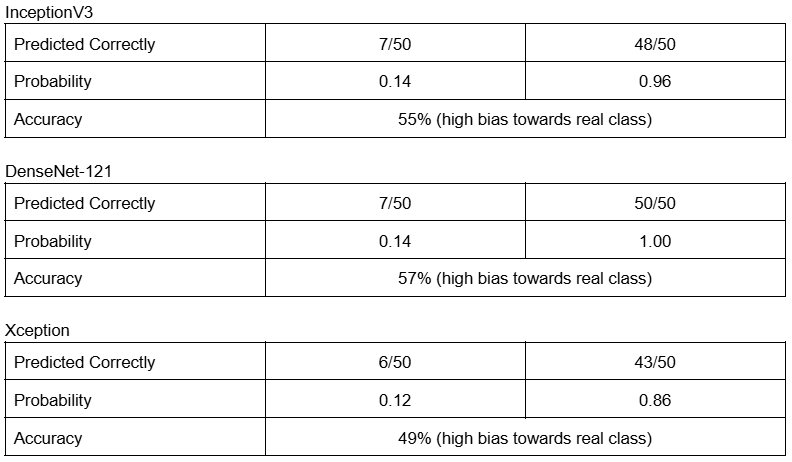 InceptionV3
Predicted Correctly 7/50 48/50
Probability 0.14 0.96
Accuracy 55% (high bias towards real class)
DenseNet-121
Predicted Correctly 7/50 50/50
Probability 0.14 1.00
Accuracy 57% (high bias towards real class)
Xception
Predicted Correctly 6/50 43/50
Probability 0.12 0.86
Accuracy 49% (high bias towards real class)